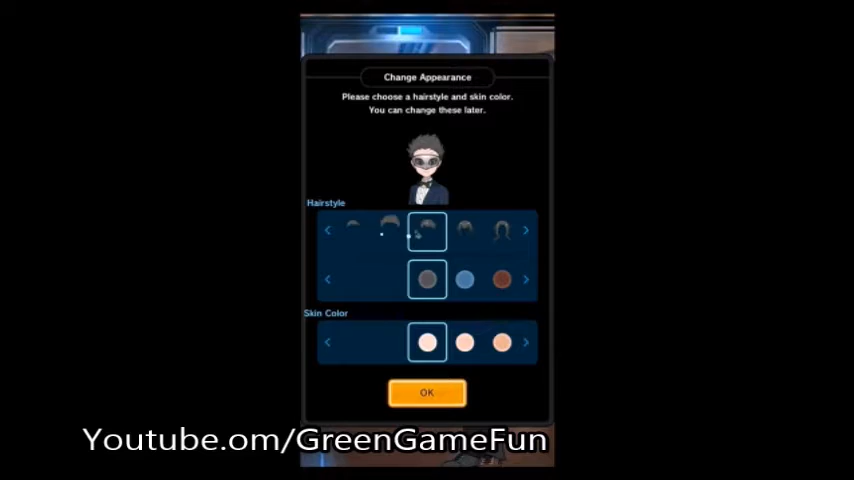 Change Appearance
Please choose a hairstyle and skin color.
You can change these later.
Hairstyle
Skin Color
OK
Youtube.om/GreenGameFun